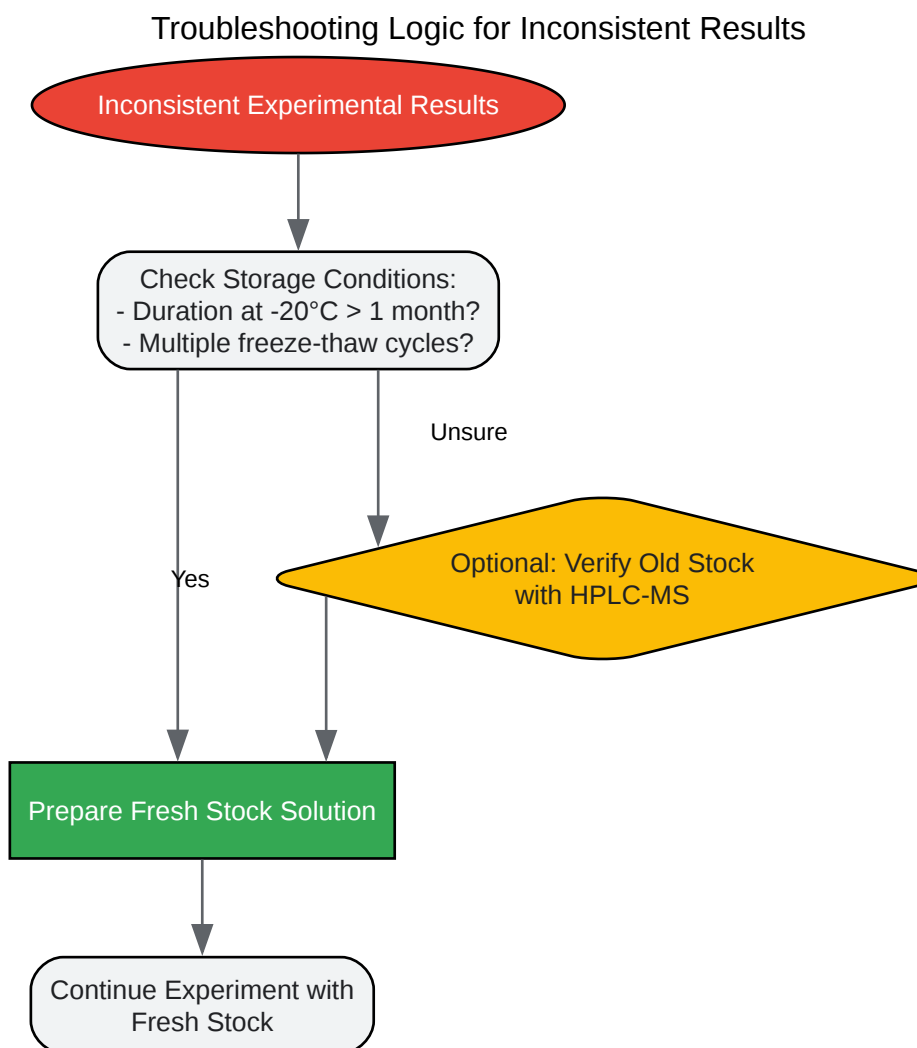 Troubleshooting Logic for Inconsistent Results
Inconsistent Experimental Results
Check Storage Conditions:
- Duration at -20°C > 1 month?
- Multiple freeze-thaw cycles?
Unsure
Optional: Verify Old Stock
with HPLC-MS
Yes
Prepare Fresh Stock Solution
Continue Experiment with
Fresh Stock